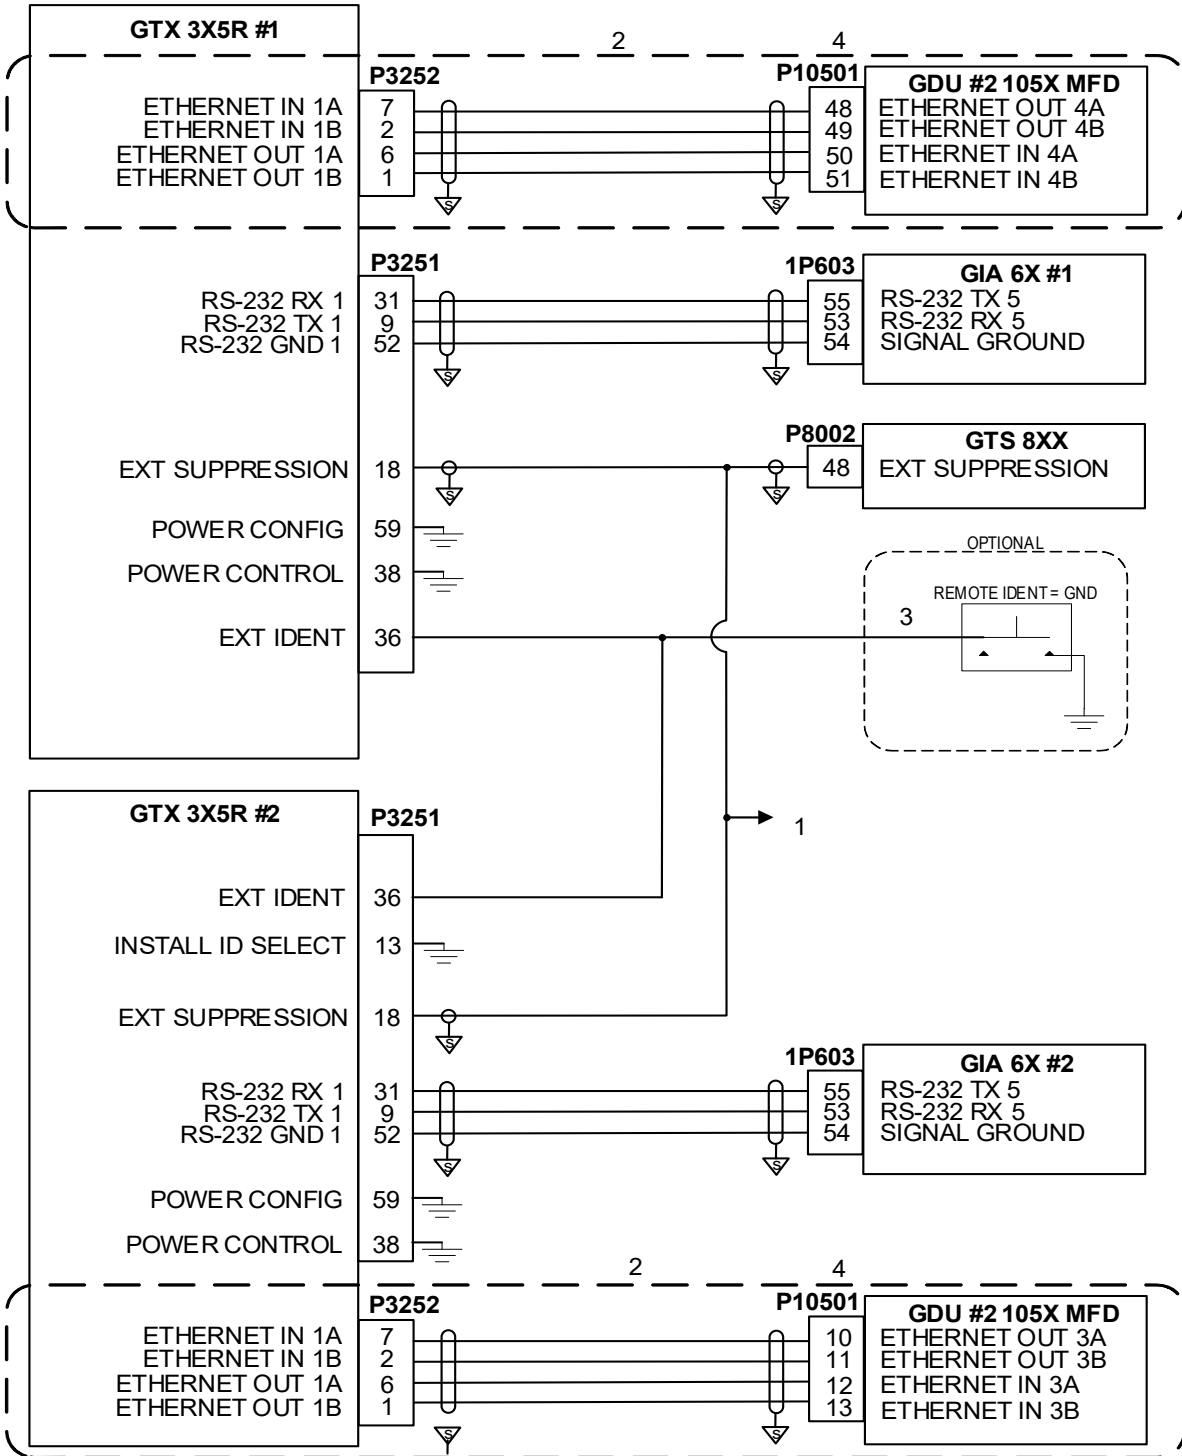 GTX 3X5R #1
2 4
P3252 P10501
GDU #2 105X MFD
ETHERNET IN 1A 7 48 ETHERNET OUT 4A
ETHERNET IN 1B 2 49 ETHERNET OUT 4B
ETHERNET OUT 1A 6 50 ETHERNET IN 4A
ETHERNET OUT 1B 1 51 ETHERNET IN 4B
S S
P3251 1P603 GIA 6X #1
RS-232 RX 1 31 55 RS-232 TX 5
RS-232 TX 1 9 53 RS-232 RX 5
RS-232 GND 1 52 54 SIGNAL GROUND
S S
P8002 GTS 8XX
EXT SUPPRESSION 18 48 EXT SUPPRESSION
S S
POWER CONFIG 59
OPTIONAL
POWER CONTROL 38
REMOTE IDENT = GND
EXT IDENT 36 3
GTX 3X5R #2 P3251
1
EXT IDENT 36
INSTALL ID SELECT 13
EXT SUPPRESSION 18
S
1P603 GIA 6X #2
RS-232 RX 1 31 55 RS-232 TX 5
RS-232 TX 1 9 53 RS-232 RX 5
RS-232 GND 1 52 54 SIGNAL GROUND
S S
POWER CONFIG 59
POWER CONTROL 38
2 4
P3252 P10501
GDU #2 105X MFD
ETHERNET IN 1A 7 10 ETHERNET OUT 3A
ETHERNET IN 1B 2 11 ETHERNET OUT 3B
ETHERNET OUT 1A 6 12 ETHERNET IN 3A
ETHERNET OUT 1B 1 13 ETHERNET IN 3B
S S